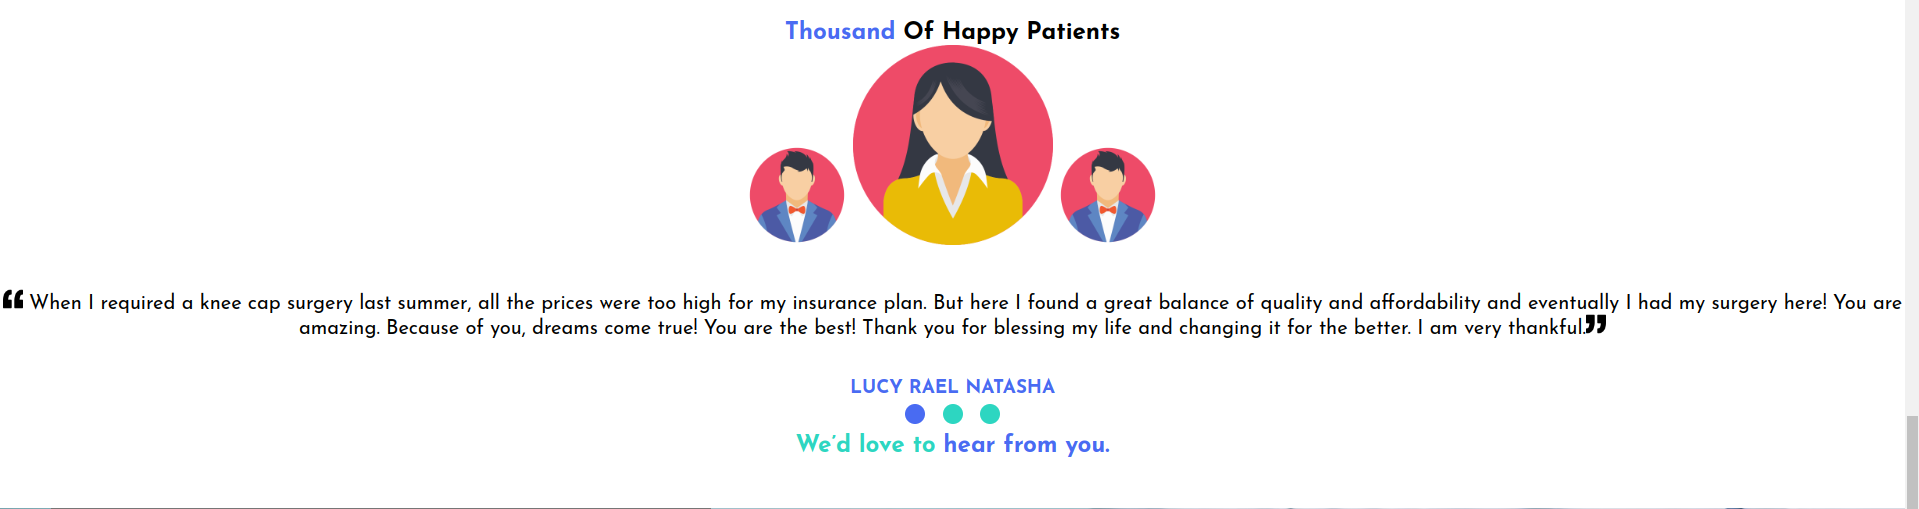 Thousand Of Happy Patients
❝ When I required a knee cap surgery last summer, all the prices were too high for my insurance plan. But here I found a great balance of quality and affordability and eventually I had my surgery here! You are
amazing. Because of you, dreams come true! You are the best! Thank you for blessing my life and changing it for the better. I am very thankful.❞
LUCY RAEL NATASHA
We'd love to hear from you.